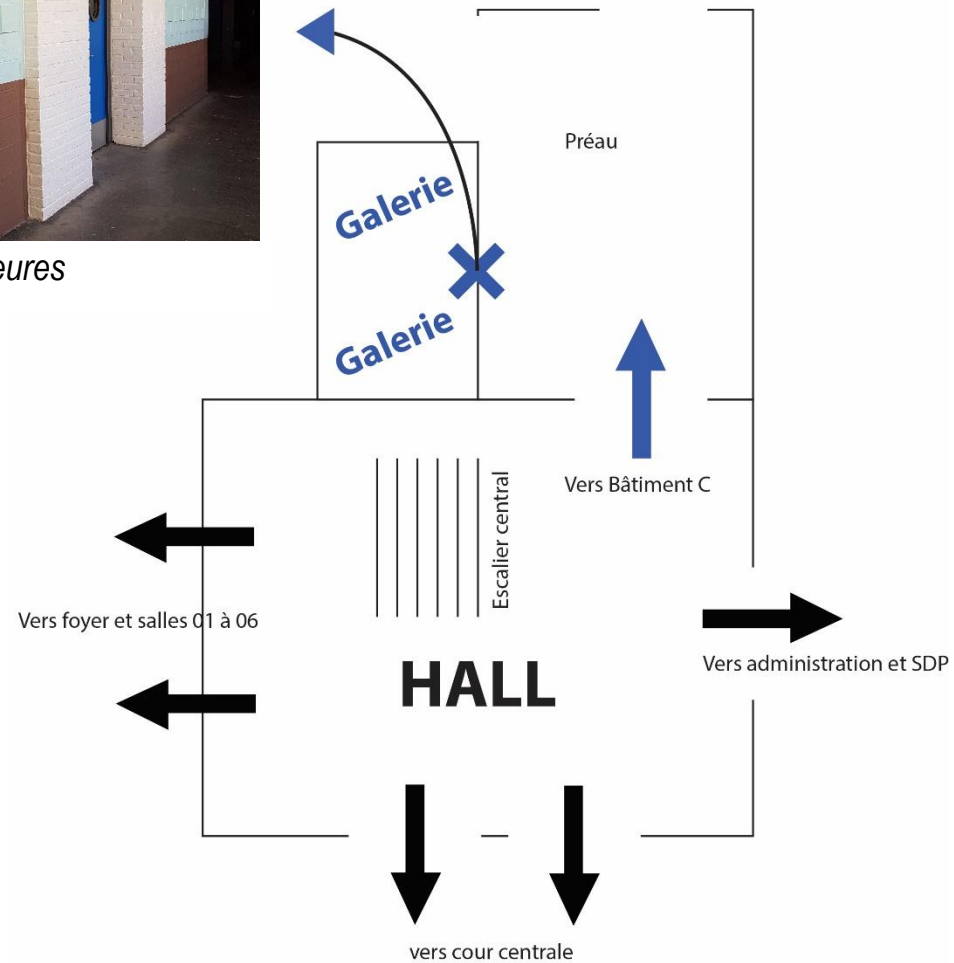 Préau
Galerie
Galerie
Vers Bâtiment C
Escalier central
Vers foyer et salles 01 à 06
Vers administration et SDP
HALL
vers cour centrale